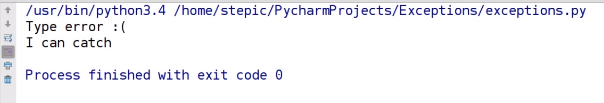 /usr/bin/python3.4 /home/stepic/PycharmProjects/Exceptions/exceptions.py
Type error :(
I can catch
Process finished with exit code 0